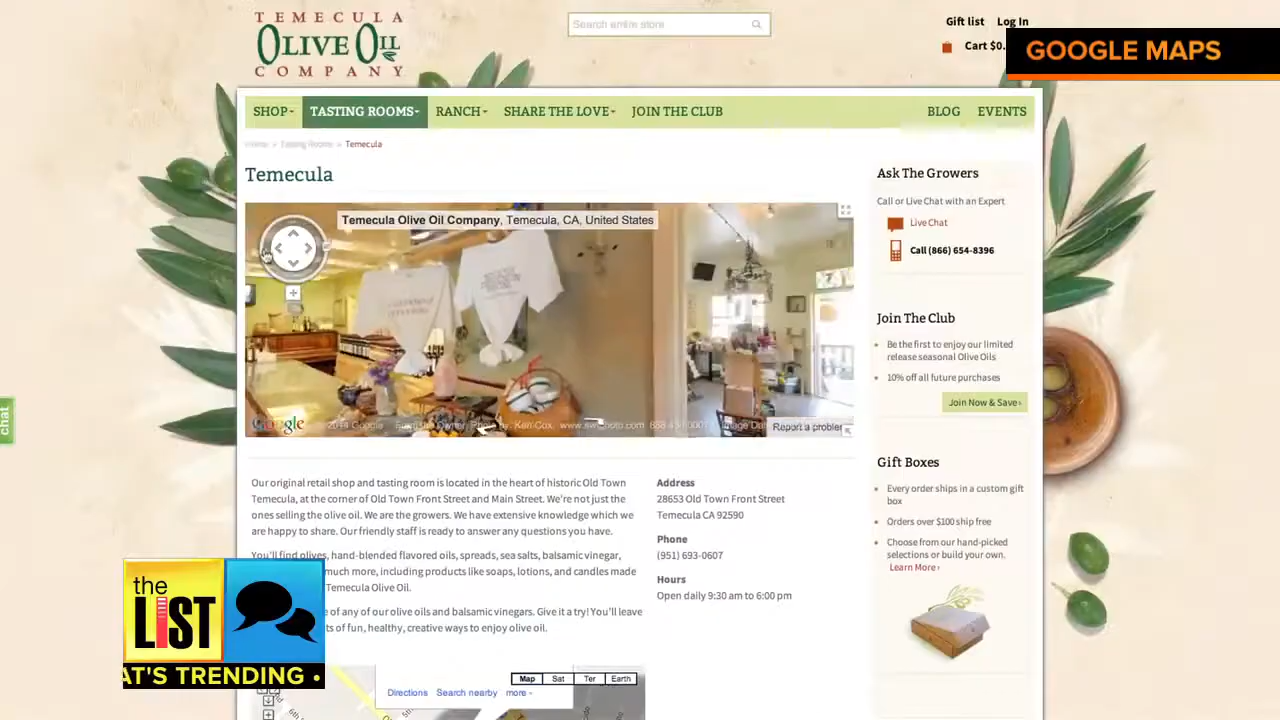 TEMECULA
OLIVE OIL
COMPANY
Search entire store
Gift list Log In
Cart $0.
GOOGLE MAPS
SHOP TASTING ROOMS RANCH SHARE THE LOVE JOIN THE CLUB BLOG EVENTS
Home » Tasting Rooms » Temecula
Temecula
Temecula Olive Oil Company, Temecula, CA, United States
Google
© 2014 Google
Photo by: Ken Cox.
Report a problem
Our original retail shop and tasting room is located in the heart of historic Old Town
Temecula, at the corner of Old Town Front Street and Main Street. We're not just the
ones selling the olive oil. We are the growers. We have extensive knowledge which we
are happy to share. Our friendly staff is ready to answer any questions you have.
You'll find olives, hand-blended flavored oils, spreads, sea salts, balsamic vinegar,
much more, including products like soaps, lotions, and candles made
Temecula Olive Oil.
of any of our olive oils and balsamic vinegars. Give it a try! You'll leave
of fun, healthy, creative ways to enjoy olive oil.
Address
28653 Old Town Front Street
Temecula CA 92590
Phone
(951) 693-0607
Hours
Open daily 9:30 am to 6:00 pm
Ask The Growers
Call or Live Chat with an Expert
Live Chat
Call (866) 654-8396
Join The Club
Be the first to enjoy our limited
release seasonal Olive Oils
10% off all future purchases
Join Now & Save ›
Gift Boxes
Every order ships in a custom gift
box
Orders over $100 ship free
Choose from our hand-picked
selections or build your own.
Learn More ›
chat
the
LIST
AT'S TRENDING •
Map Sat Ter Earth
Directions Search nearby more
6th